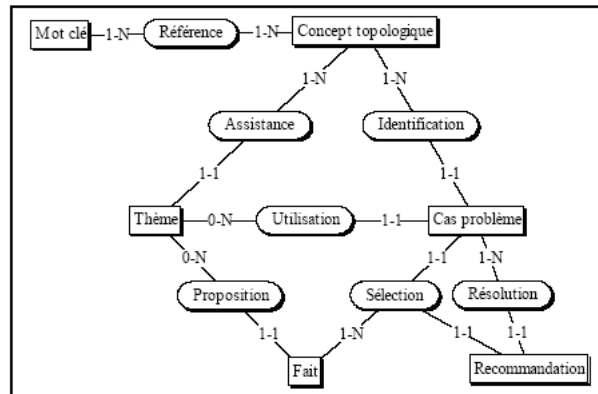 Mot clé 1-N Référence 1-N Concept topologique
1-N 1-N
Assistance Identification
1-1 1-1
Thème 0-N Utilisation 1-1 Cas problème
0-N 1-1 1-N
Proposition Sélection Résolution
1-1 1-N 1-1 1-1
Fait Recommandation